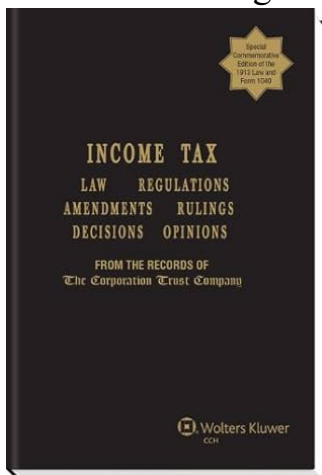 Special
Commemorative
Edition of the
1913 Law and
Form 1040
INCOME TAX
LAW REGULATIONS
AMENDMENTS RULINGS
DECISIONS OPINIONS
FROM THE RECORDS OF
The Corporation Trust Company
Wolters Kluwer
CCH